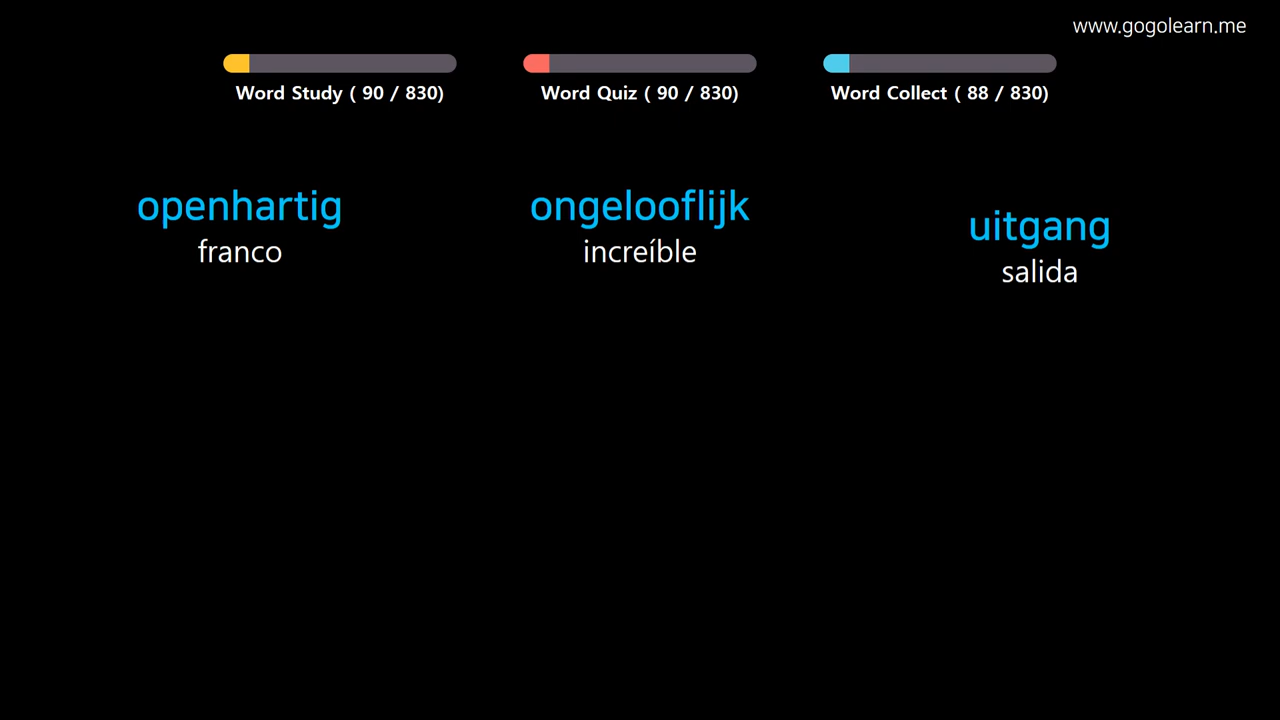 www.gogolearn.me
Word Study ( 90 / 830)
Word Quiz ( 90 / 830)
Word Collect ( 88 / 830)
openhartig
franco
ongelooflijk
increíble
uitgang
salida